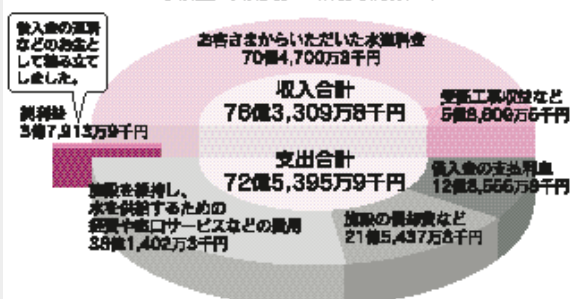 借入金の返済
などのお金と
して積み立て
しました。
お客さまからいただいた水道料金
70億4,700万3千円
収入合計
76億3,309万8千円
受託工事収益など
5億8,609万5千円
純利益
3億7,913万9千円
支出合計
72億5,395万9千円
借入金の支払利息
12億8,555万8千円
施設を維持し、
水を供給するための
経費や窓口サービスなどの費用
38億1,402万3千円
施設の償却費など
21億5,437万8千円